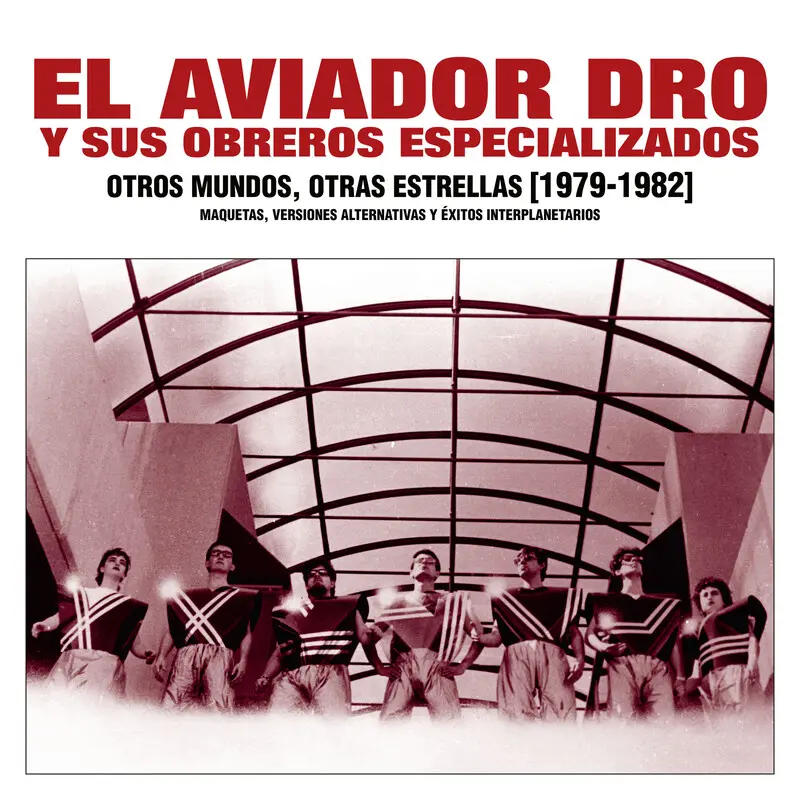 EL AVIADOR DRO
Y SUS OBREROS ESPECIALIZADOS
OTROS MUNDOS, OTRAS ESTRELLAS [1979-1982]
MAQUETAS, VERSIONES ALTERNATIVAS Y ÉXITOS INTERPLANETARIOS